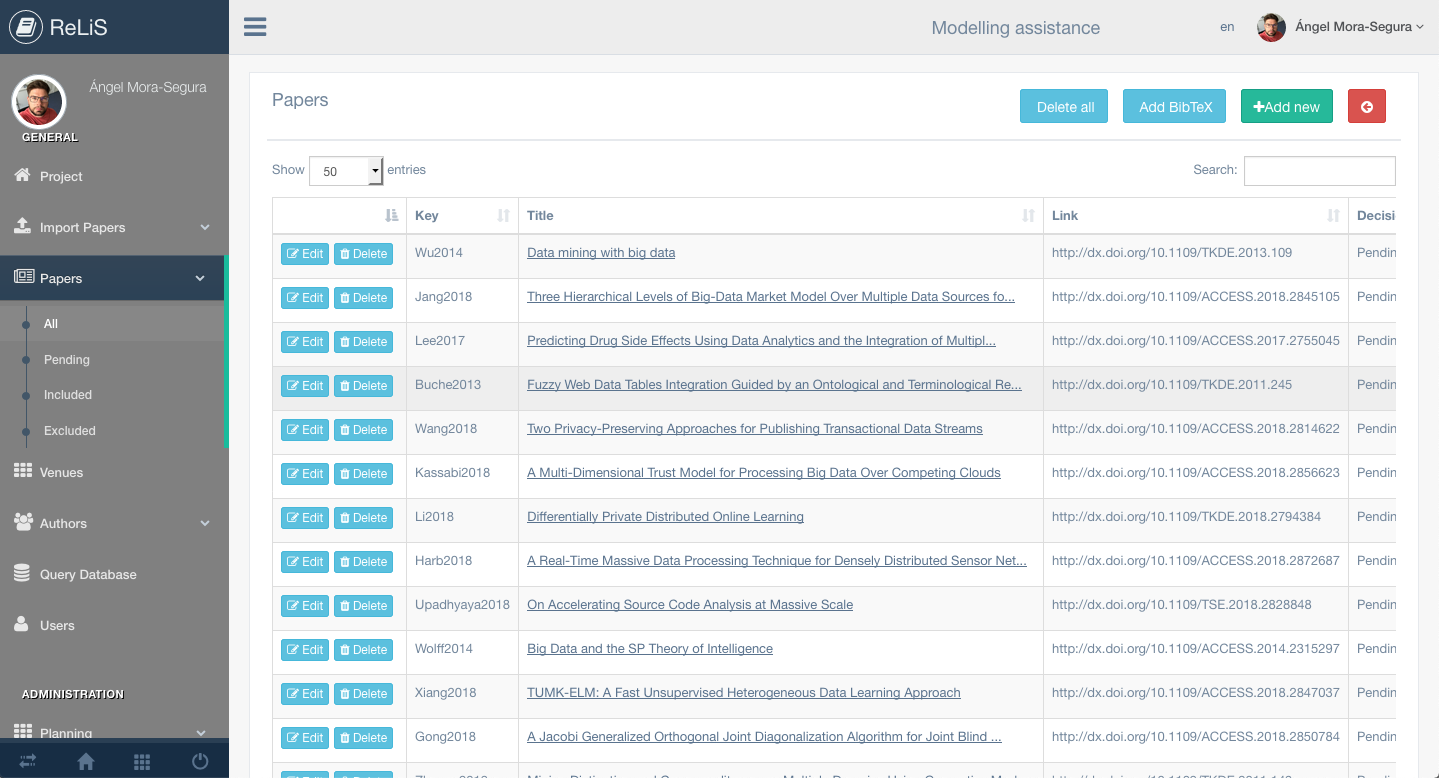 ReLiS
Modelling assistance
en
Ángel Mora-Segura
Ángel Mora-Segura
GENERAL
Project
Import Papers
Papers
All
Pending
Included
Excluded
Venues
Authors
Query Database
Users
ADMINISTRATION
Planning
Papers
Delete all
Add BibTeX
+Add new
Show 50 entries
Search:
Key Title Link Decisi
Edit Delete Wu2014 Data mining with big data http://dx.doi.org/10.1109/TKDE.2013.109 Pendin
Edit Delete Jang2018 Three Hierarchical Levels of Big-Data Market Model Over Multiple Data Sources fo... http://dx.doi.org/10.1109/ACCESS.2018.2845105 Pendin
Edit Delete Lee2017 Predicting Drug Side Effects Using Data Analytics and the Integration of Multipl... http://dx.doi.org/10.1109/ACCESS.2017.2755045 Pendin
Edit Delete Buche2013 Fuzzy Web Data Tables Integration Guided by an Ontological and Terminological Re... http://dx.doi.org/10.1109/TKDE.2011.245 Pendin
Edit Delete Wang2018 Two Privacy-Preserving Approaches for Publishing Transactional Data Streams http://dx.doi.org/10.1109/ACCESS.2018.2814622 Pendin
Edit Delete Kassabi2018 A Multi-Dimensional Trust Model for Processing Big Data Over Competing Clouds http://dx.doi.org/10.1109/ACCESS.2018.2856623 Pendin
Edit Delete Li2018 Differentially Private Distributed Online Learning http://dx.doi.org/10.1109/TKDE.2018.2794384 Pendin
Edit Delete Harb2018 A Real-Time Massive Data Processing Technique for Densely Distributed Sensor Net... http://dx.doi.org/10.1109/ACCESS.2018.2872687 Pendin
Edit Delete Upadhyaya2018 On Accelerating Source Code Analysis at Massive Scale http://dx.doi.org/10.1109/TSE.2018.2828848 Pendin
Edit Delete Wolff2014 Big Data and the SP Theory of Intelligence http://dx.doi.org/10.1109/ACCESS.2014.2315297 Pendin
Edit Delete Xiang2018 TUMK-ELM: A Fast Unsupervised Heterogeneous Data Learning Approach http://dx.doi.org/10.1109/ACCESS.2018.2847037 Pendin
Edit Delete Gong2018 A Jacobi Generalized Orthogonal Joint Diagonalization Algorithm for Joint Blind ... http://dx.doi.org/10.1109/ACCESS.2018.2850784 Pendin